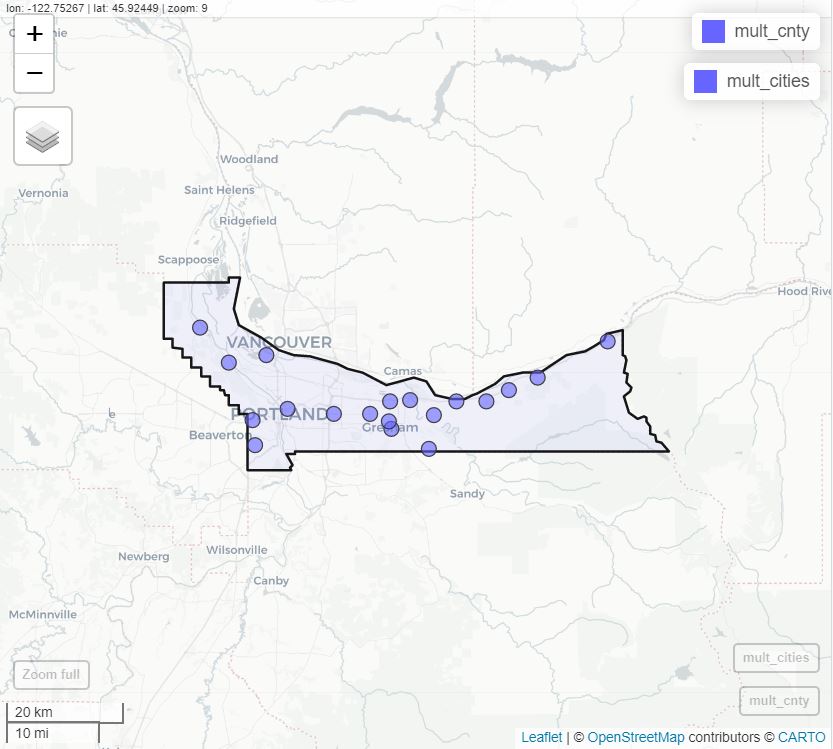 lon: -122.75267 | lat: 45.92449 | zoom: 9
+
−
mult_cnty
mult_cities
Woodland
Vernonia
Saint Helens
Ridgefield
Scappoose
Hood Rive
VANCOUVER
Camas
PORTLAND
Beaverton
Gresham
Sandy
Newberg
Wilsonville
Canby
McMinnville
Zoom full
mult_cities
mult_cnty
20 km
10 mi
Leaflet | © OpenStreetMap contributors © CARTO